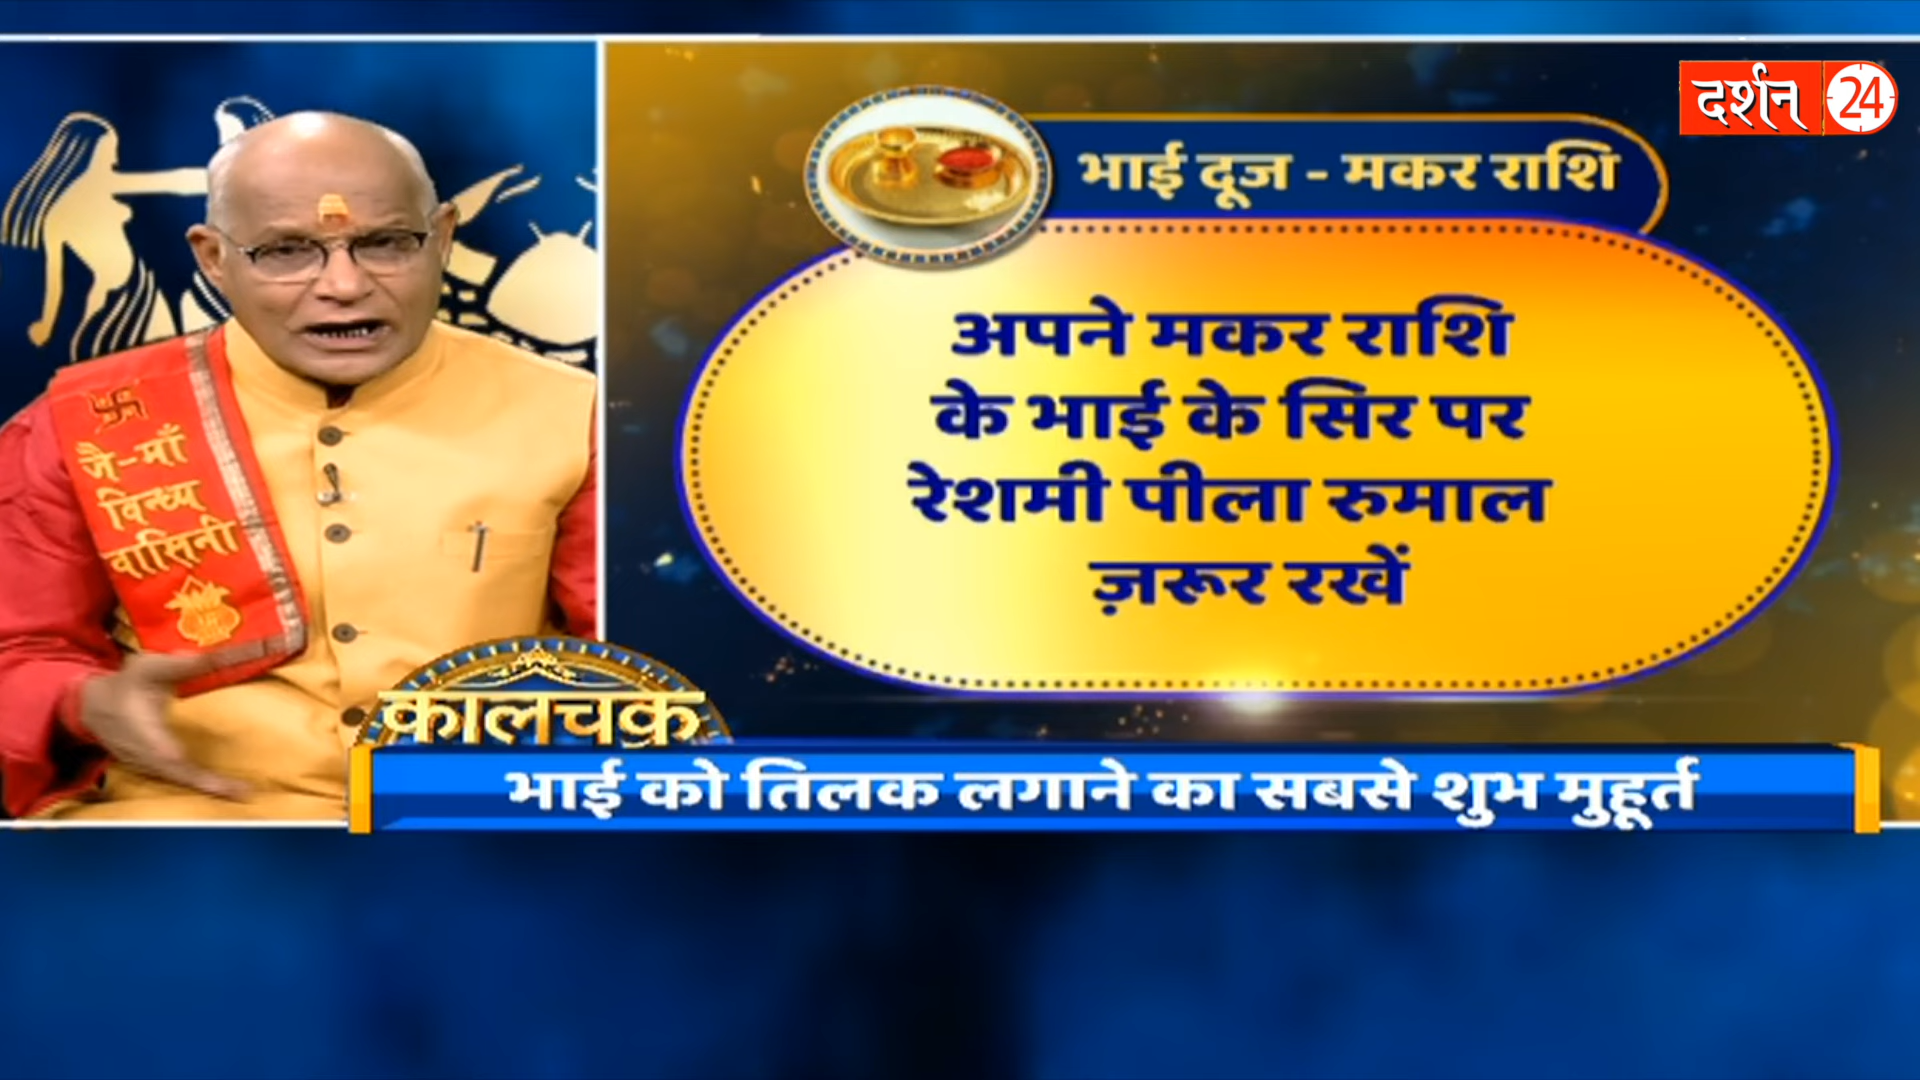 दर्शन 24
भाई दूज - मकर राशि
अपने मकर राशि
के भाई के सिर पर
रेशमी पीला रुमाल
ज़रूर रखें
जै-माँ
विन्ध्य
वासिनी
कालचक्र
भाई को तिलक लगाने का सबसे शुभ मुहूर्त